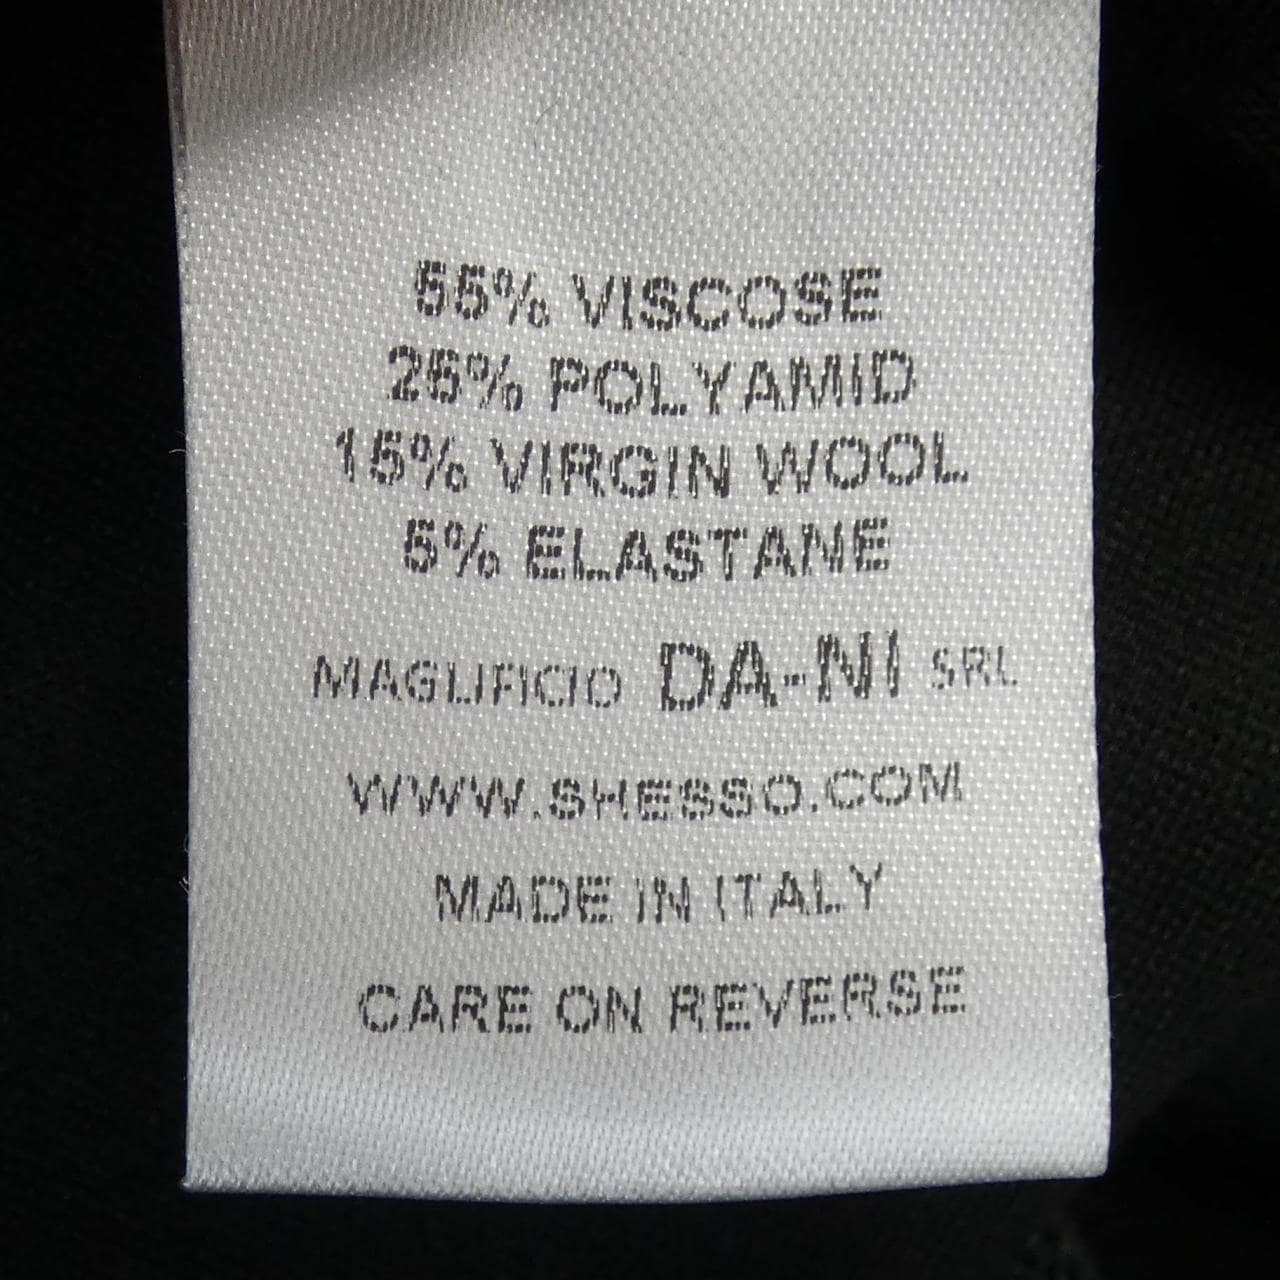 55% VISCOSE
25% POLYAMID
15% VIRGIN WOOL
5% ELASTANE
MAGLIFICIO DA-NI SRL
WWW.SHESSO.COM
MADE IN ITALY
CARE ON REVERSE